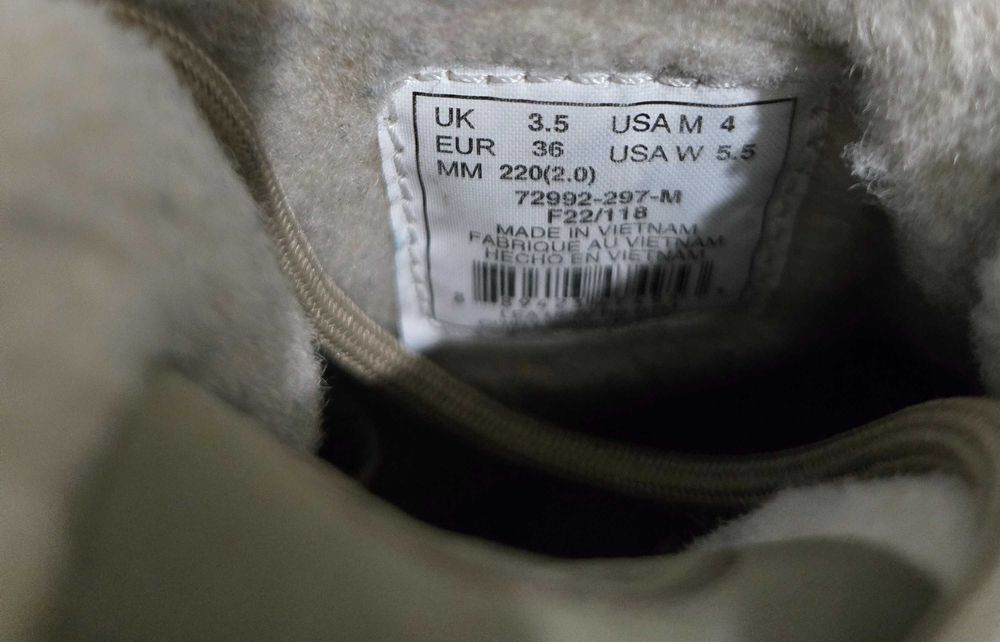 UK 3.5 USA M 4
EUR 36 USA W 5.5
MM 220(2.0)
72992-297-M
F22/118
MADE IN VIETNAM
FABRIQUE AU VIETNAM
HECHO EN VIETNAM